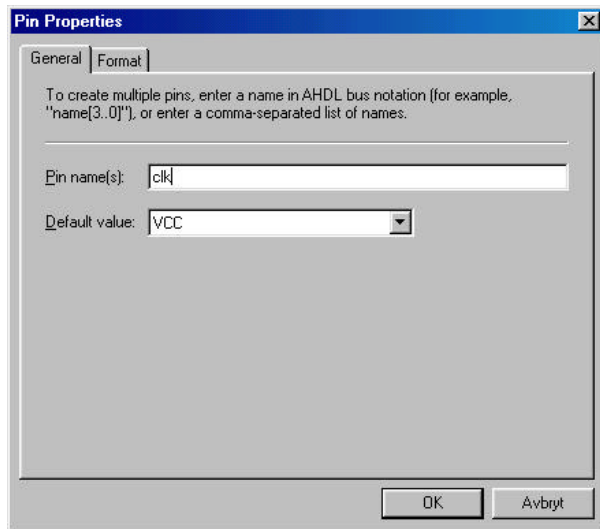 Pin Properties
General Format
To create multiple pins, enter a name in AHDL bus notation (for example,
"name[3..0]"), or enter a comma-separated list of names.
Pin name(s): clk
Default value: VCC
OK Avbryt